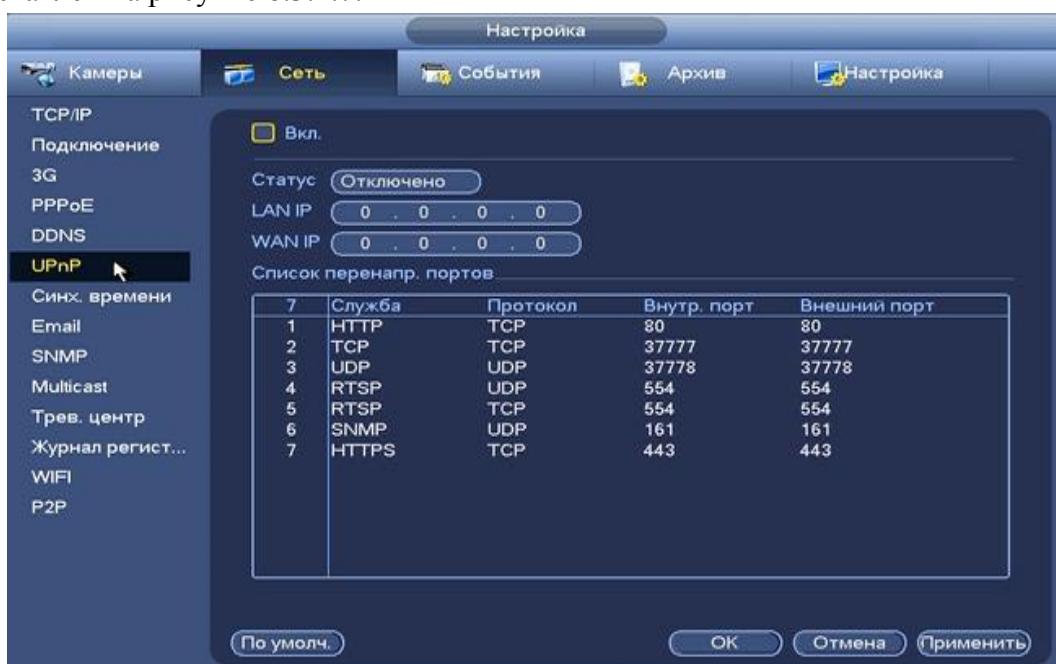 Настройка
Камеры Сеть События Архив Настройка
TCP/IP
Подключение
3G
PPPoE
DDNS
UPnP
Синх. времени
Email
SNMP
Multicast
Трев. центр
Журнал регист...
WIFI
P2P
Вкл.
Статус Отключено
LAN IP 0 . 0 . 0 . 0
WAN IP 0 . 0 . 0 . 0
Список перенапр. портов
7 Служба Протокол Внутр. порт Внешний порт
1 HTTP TCP 80 80
2 TCP TCP 37777 37777
3 UDP UDP 37778 37778
4 RTSP UDP 554 554
5 RTSP TCP 554 554
6 SNMP UDP 161 161
7 HTTPS TCP 443 443
По умолч. OK Отмена Применить